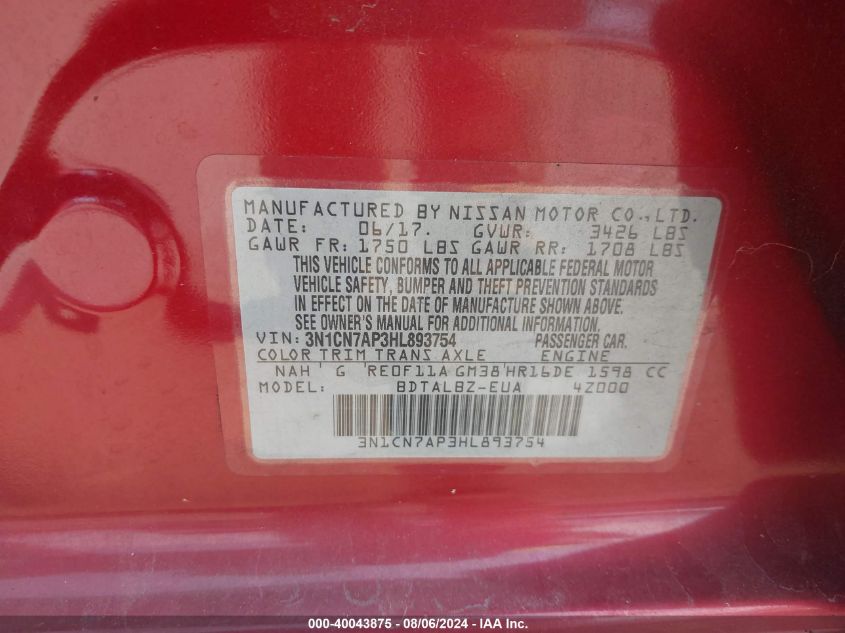 MANUFACTURED BY NISSAN MOTOR CO.,LTD.
DATE: 06/17. GVWR: 3426 LBS
GAWR FR: 1750 LBS GAWR RR: 1708 LBS
THIS VEHICLE CONFORMS TO ALL APPLICABLE FEDERAL MOTOR
VEHICLE SAFETY, BUMPER AND THEFT PREVENTION STANDARDS
IN EFFECT ON THE DATE OF MANUFACTURE SHOWN ABOVE.
SEE OWNER'S MANUAL FOR ADDITIONAL INFORMATION.
VIN: 3N1CN7AP3HL893754 PASSENGER CAR.
COLOR TRIM TRANS AXLE ENGINE
NAH G RE0F11A GM38 HR16DE 1598 CC
MODEL: BDTALBZ-EUA 4Z000
3N1CN7AP3HL893754
000-40043875 - 08/06/2024 - IAA Inc.